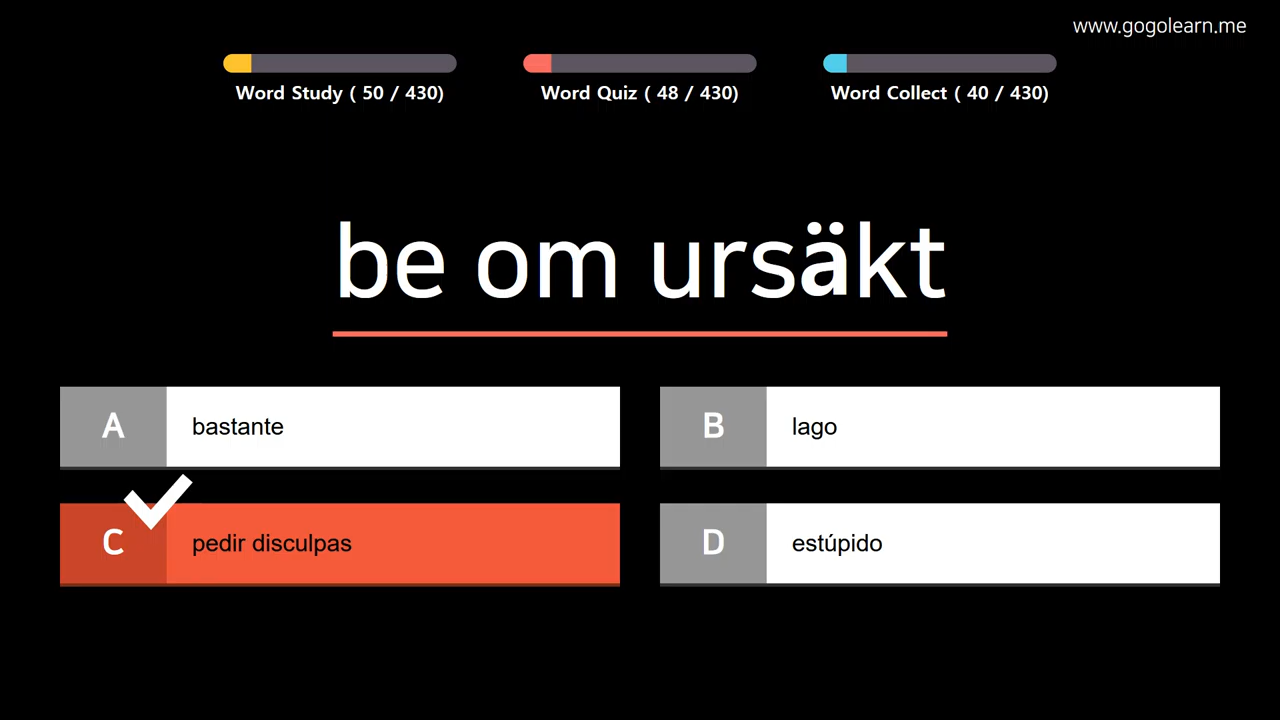 www.gogolearn.me
Word Study ( 50 / 430)
Word Quiz ( 48 / 430)
Word Collect ( 40 / 430)
be om ursäkt
A bastante
B lago
C pedir disculpas
D estúpido